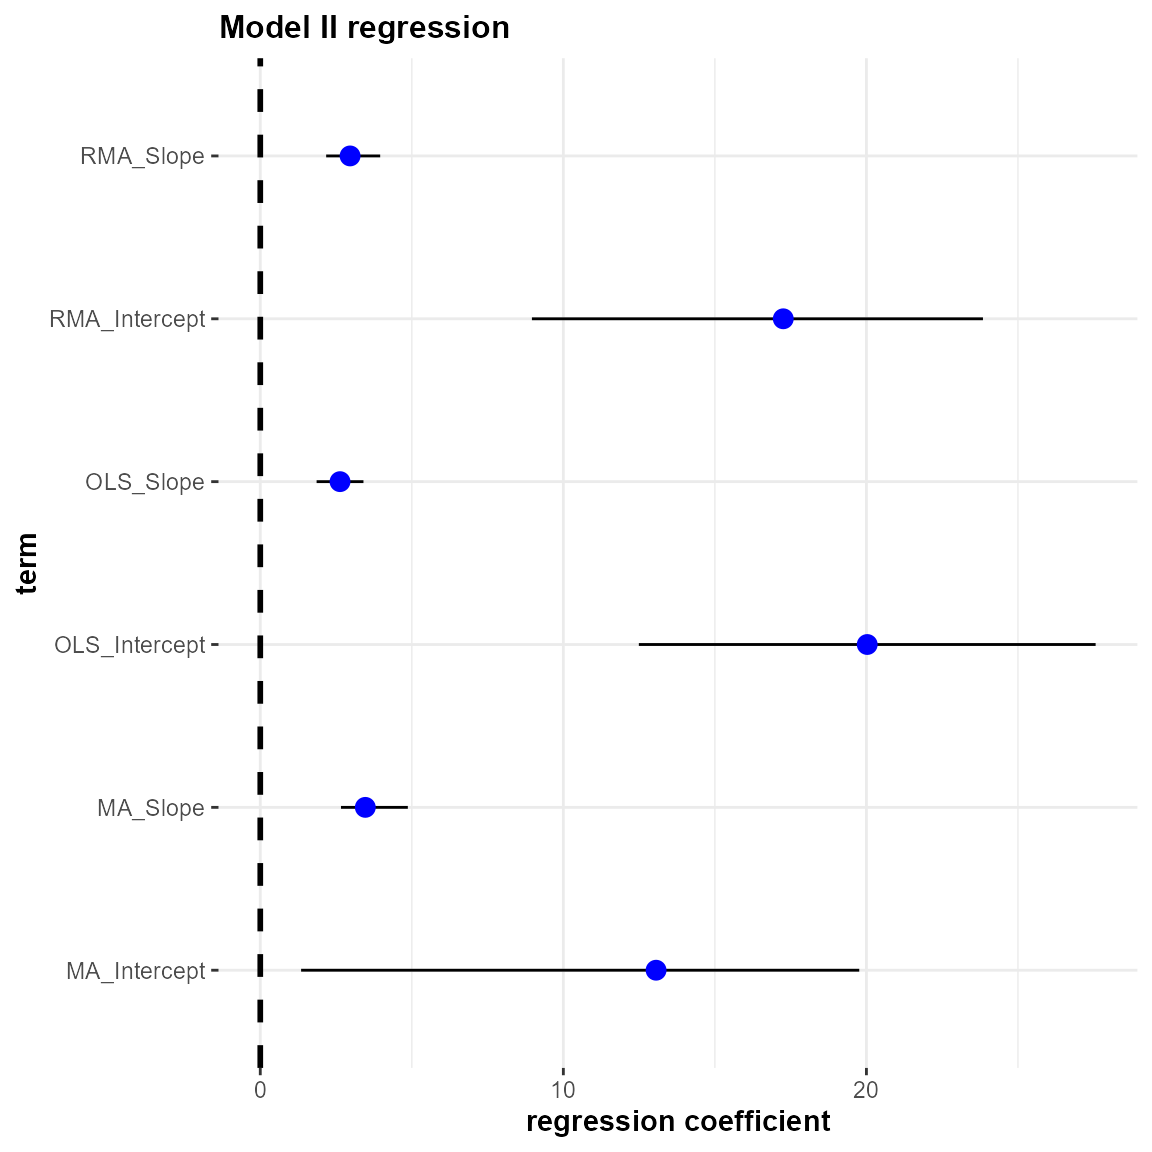 Model II regression
RMA_Slope
RMA_Intercept
OLS_Slope
OLS_Intercept
MA_Slope
MA_Intercept
term
0 10 20
regression coefficient